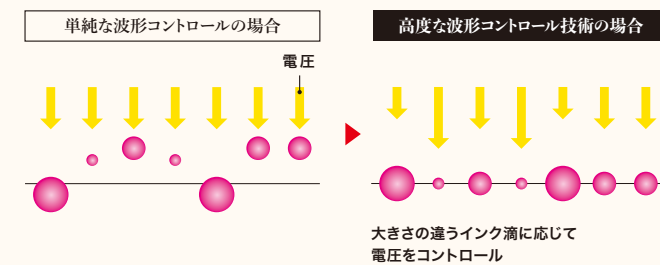 単純な波形コントロールの場合
電圧
高度な波形コントロール技術の場合
大きさの違うインク滴に応じて
電圧をコントロール